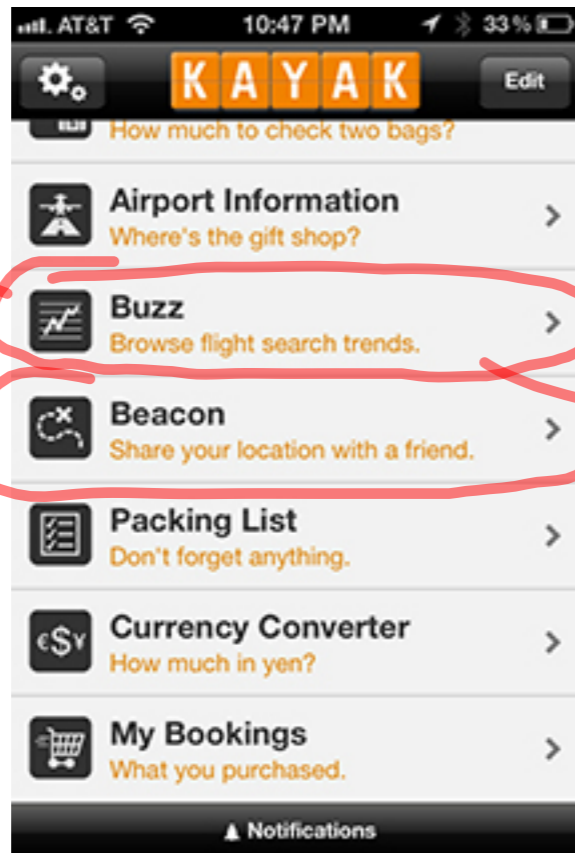 AT&T 10:47 PM 33%
KAYAK Edit
How much to check two bags?
Airport Information
Where's the gift shop?
Buzz
Browse flight search trends.
Beacon
Share your location with a friend.
Packing List
Don't forget anything.
€$¥ Currency Converter
How much in yen?
My Bookings
What you purchased.
Notifications